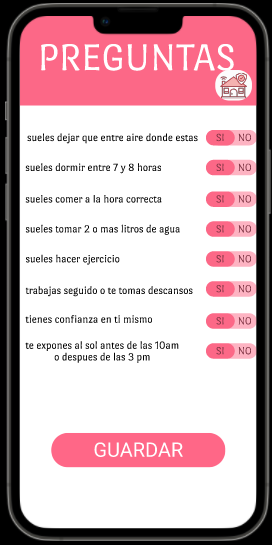 PREGUNTAS
sueles dejar que entre aire donde estas SI NO
sueles dormir entre 7 y 8 horas SI NO
sueles comer a la hora correcta SI NO
sueles tomar 2 o mas litros de agua SI NO
sueles hacer ejercicio SI NO
trabajas seguido o te tomas descansos SI NO
tienes confianza en ti mismo SI NO
te expones al sol antes de las 10am SI NO
o despues de las 3 pm
GUARDAR